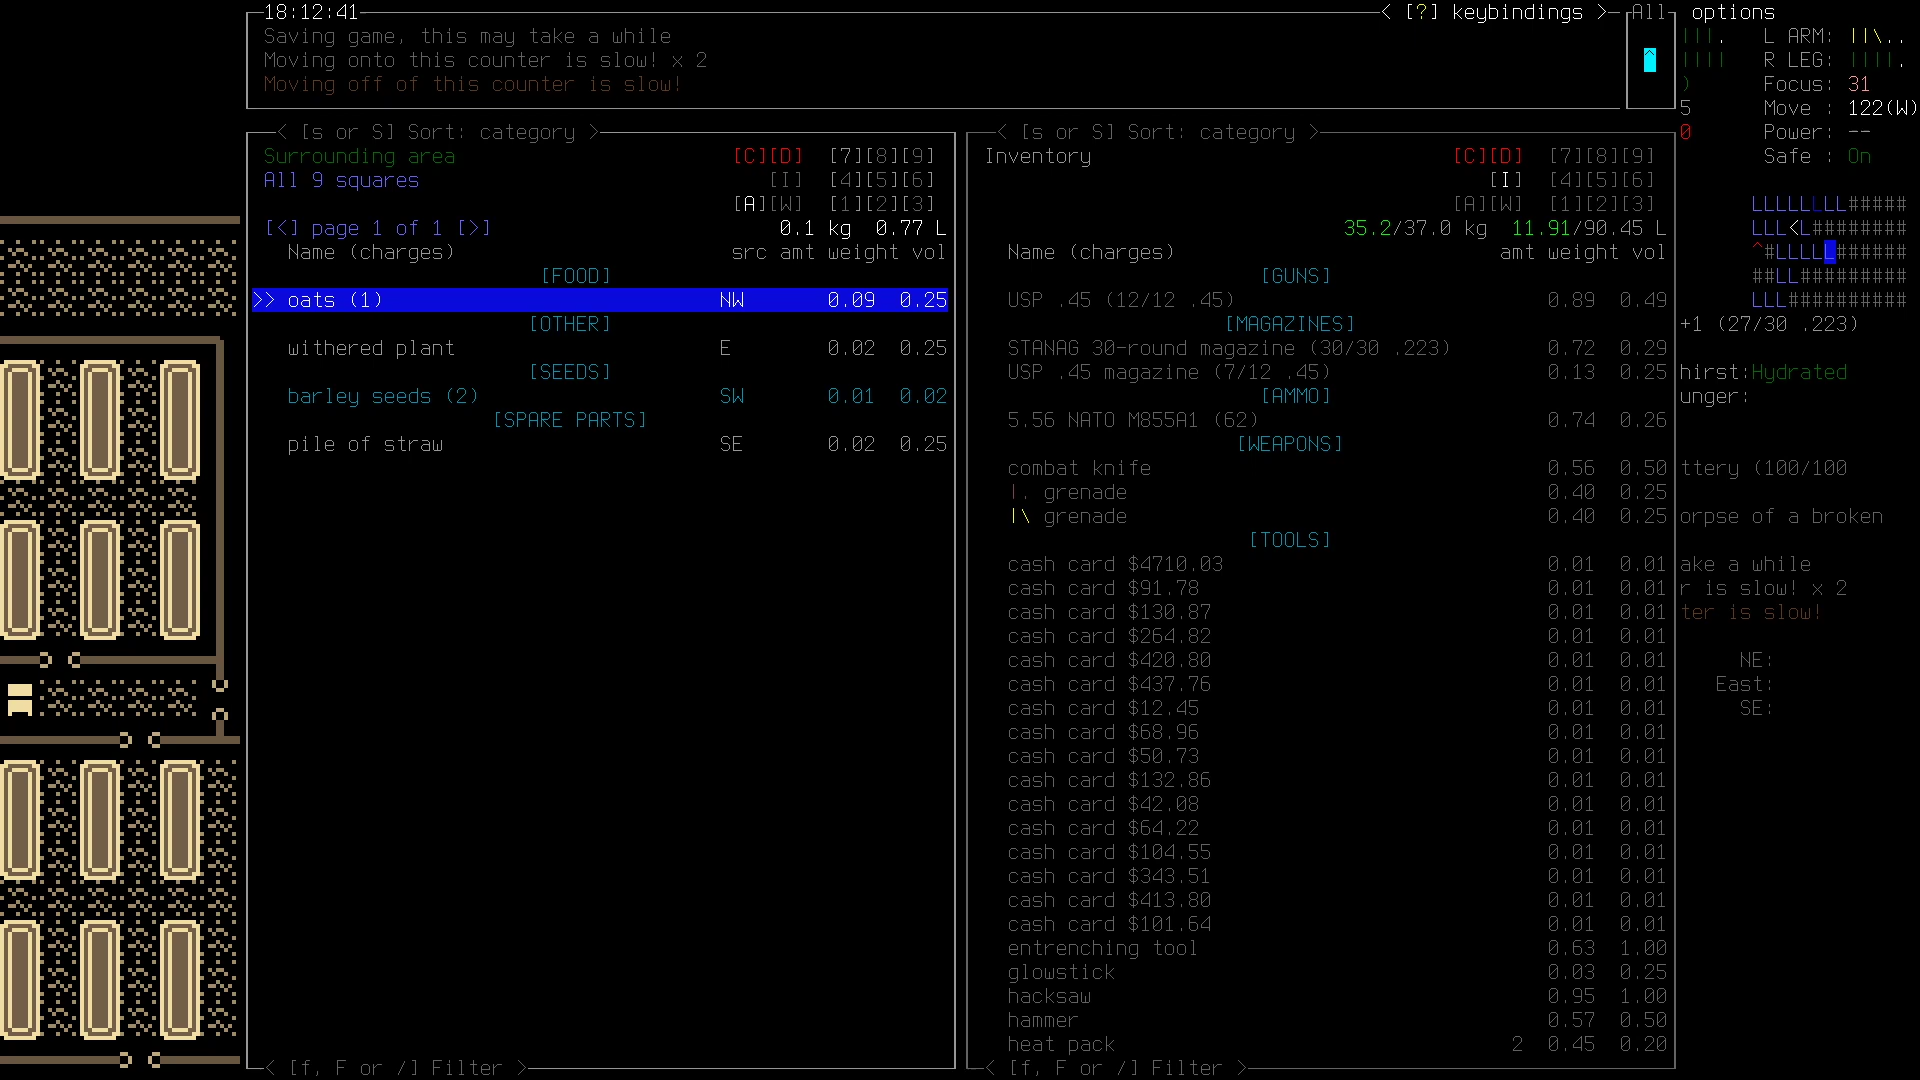 18:12:41 < [?] keybindings > All options
Saving game, this may take a while
Moving onto this counter is slow! x 2
Moving off of this counter is slow!
L ARM: ||\..
R LEG: ||||.
Focus: 31
5 Move : 122(W)
0 Power: --
Safe : On
< [s or S] Sort: category >
Surrounding area [C][D] [7][8][9]
All 9 squares [I] [4][5][6]
[A][W] [1][2][3]
[<] page 1 of 1 [>] 0.1 kg 0.77 L
Name (charges) src amt weight vol
[FOOD]
>> oats (1) NW 0.09 0.25
[OTHER]
withered plant E 0.02 0.25
[SEEDS]
barley seeds (2) SW 0.01 0.02
[SPARE PARTS]
pile of straw SE 0.02 0.25
< [f, F or /] Filter >
< [s or S] Sort: category >
Inventory [C][D] [7][8][9]
[I] [4][5][6]
[A][W] [1][2][3]
35.2/37.0 kg 11.91/90.45 L
Name (charges) amt weight vol
[GUNS]
USP .45 (12/12 .45) 0.89 0.49
[MAGAZINES]
STANAG 30-round magazine (30/30 .223) 0.72 0.29
USP .45 magazine (7/12 .45) 0.13 0.25
[AMMO]
5.56 NATO M855A1 (62) 0.74 0.26
[WEAPONS]
combat knife 0.56 0.50
|. grenade 0.40 0.25
|\ grenade 0.40 0.25
[TOOLS]
cash card $4710.03 0.01 0.01
cash card $91.78 0.01 0.01
cash card $130.87 0.01 0.01
cash card $264.82 0.01 0.01
cash card $420.80 0.01 0.01
cash card $437.76 0.01 0.01
cash card $12.45 0.01 0.01
cash card $68.96 0.01 0.01
cash card $50.73 0.01 0.01
cash card $132.86 0.01 0.01
cash card $42.08 0.01 0.01
cash card $64.22 0.01 0.01
cash card $104.55 0.01 0.01
cash card $343.51 0.01 0.01
cash card $413.80 0.01 0.01
cash card $101.64 0.01 0.01
entrenching tool 0.63 1.00
glowstick 0.03 0.25
hacksaw 0.95 1.00
hammer 0.57 0.50
heat pack 2 0.45 0.20
< [f, F or /] Filter >
LLLLLLLL#####
LLL<L########
^#LLLLL######
##LL#########
LLL##########
+1 (27/30 .223)
hirst:Hydrated
unger:
ttery (100/100
orpse of a broken
ake a while
r is slow! x 2
ter is slow!
NE:
East:
SE: